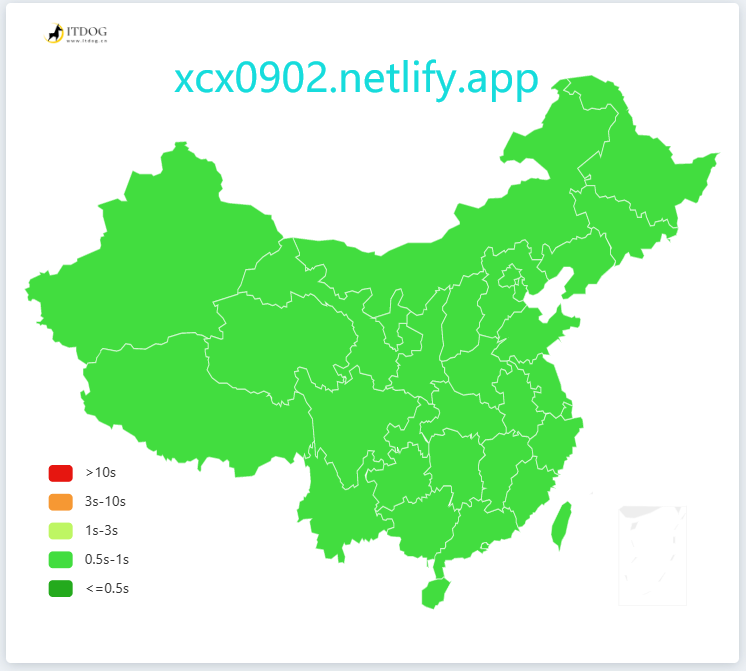 ITDOG
www.itdog.cn
xcx0902.netlify.app
>10s
3s-10s
1s-3s
0.5s-1s
<=0.5s